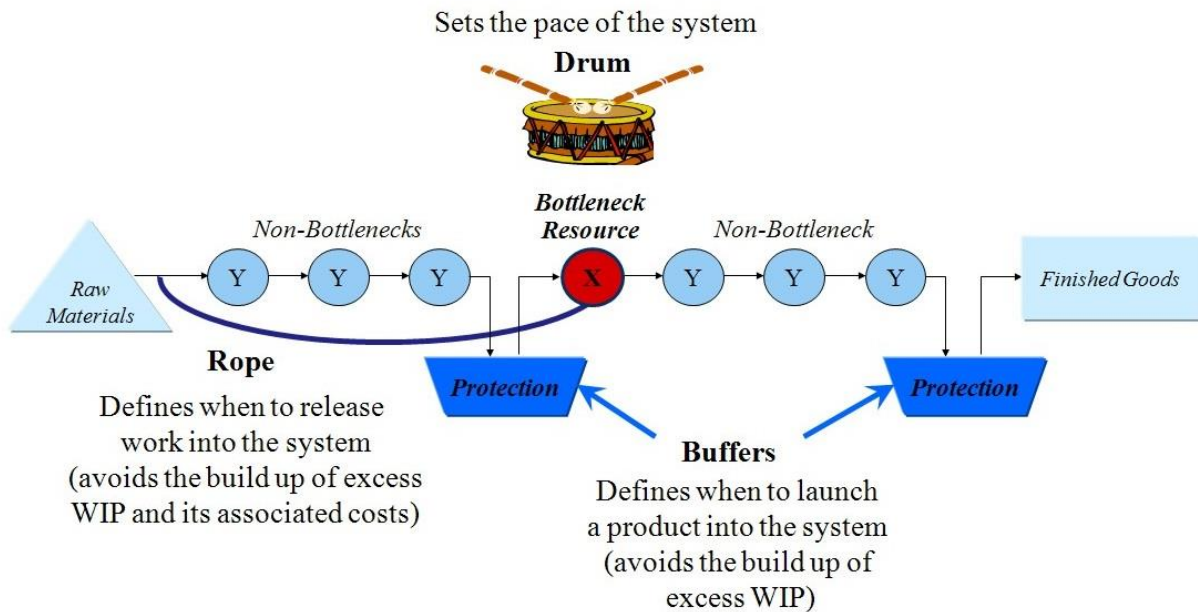 Sets the pace of the system
Drum
Bottleneck
Resource
Non-Bottlenecks
Non-Bottleneck
Raw
Materials
Y
Y
Y
X
Y
Y
Y
Finished Goods
Protection
Protection
Rope
Defines when to release
work into the system
(avoids the build up of excess
WIP and its associated costs)
Buffers
Defines when to launch
a product into the system
(avoids the build up of
excess WIP)